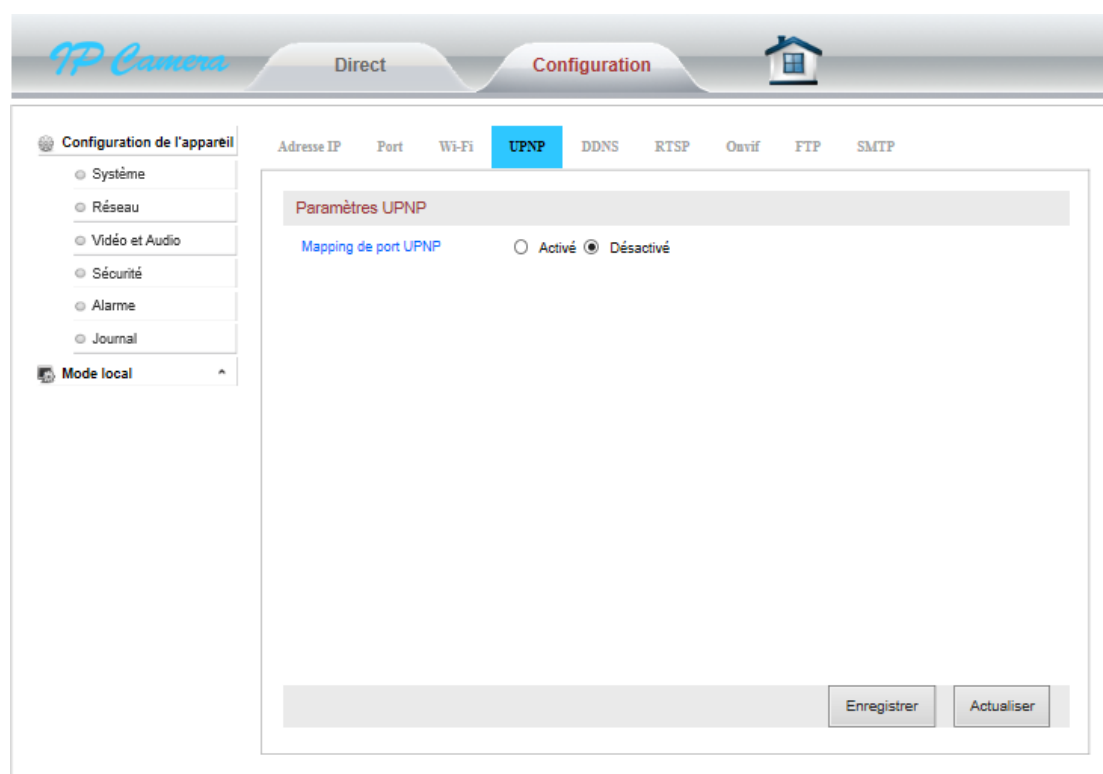 IP Camera
Direct
Configuration
Configuration de l'appareil
Système
Réseau
Vidéo et Audio
Sécurité
Alarme
Journal
Mode local
Adresse IP Port Wi-Fi UPNP DDNS RTSP Onvif FTP SMTP
Paramètres UPNP
Mapping de port UPNP Activé Désactivé
Enregistrer Actualiser